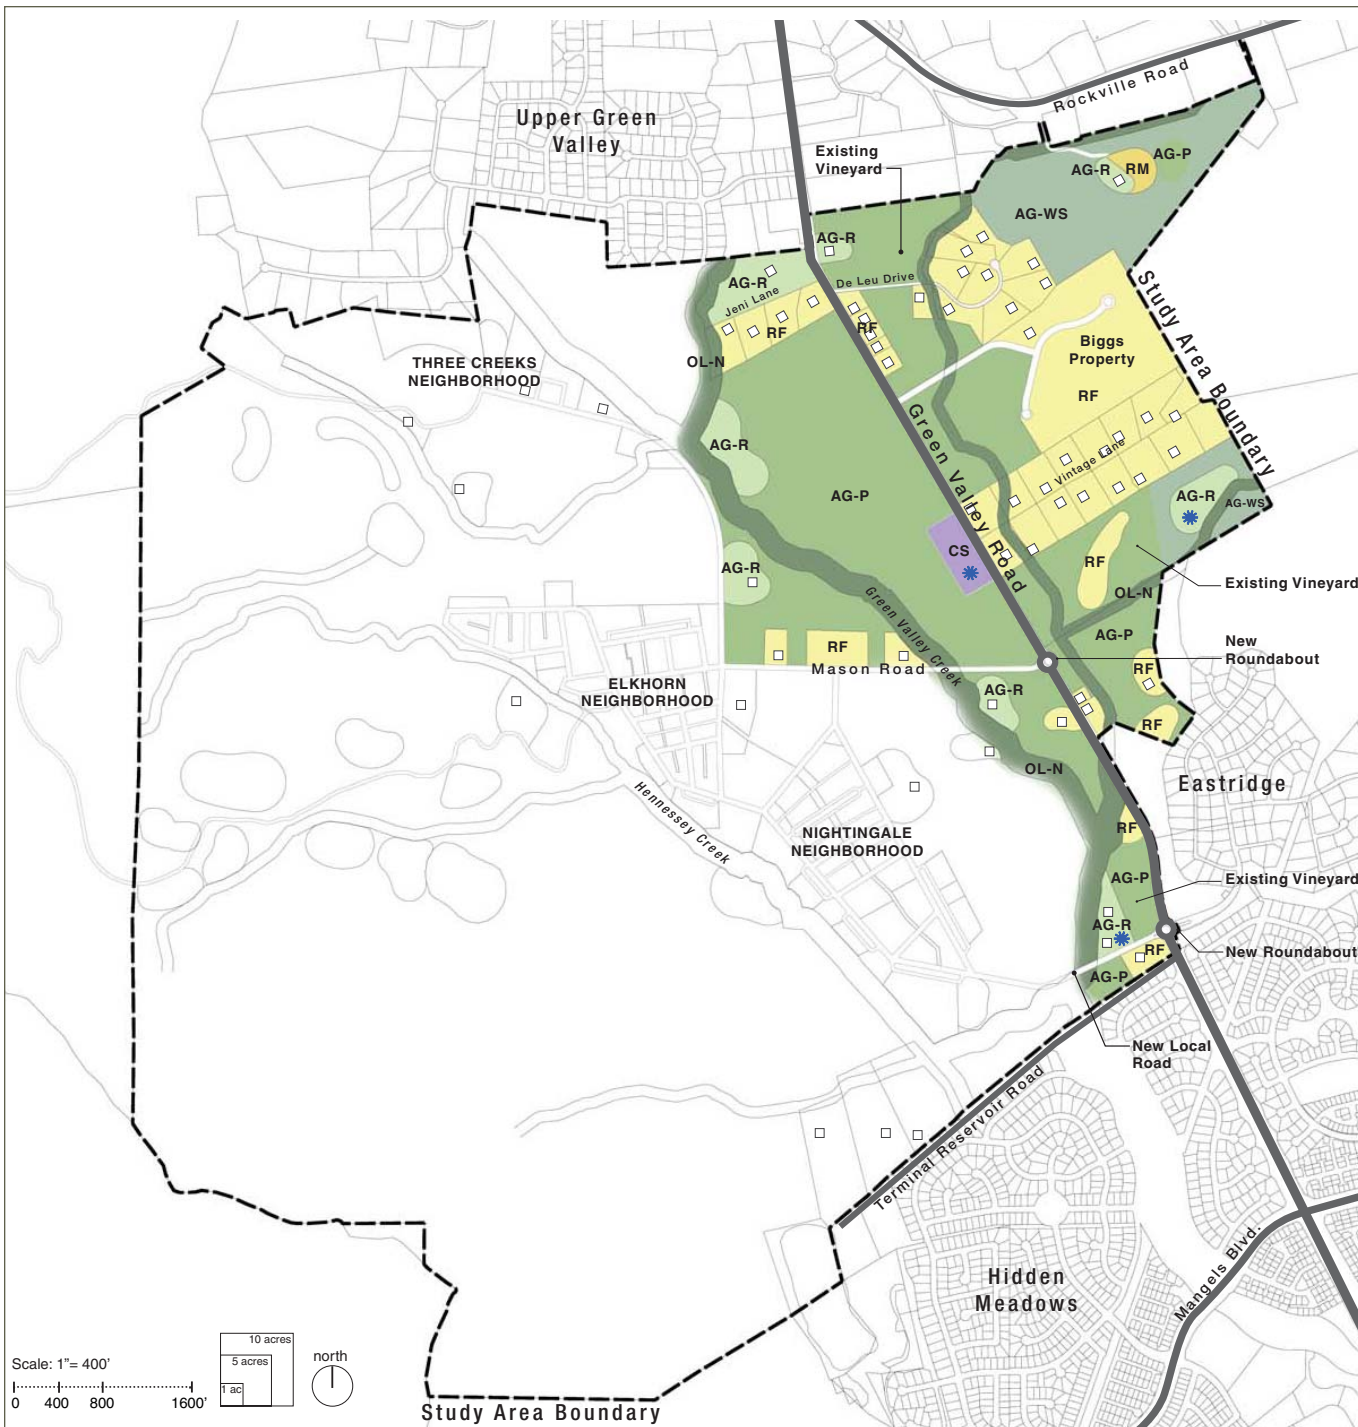 Rockville Road
Upper Green
Valley
Existing
Vineyard
AG-P
AG-R
RM
AG-WS
AG-R
De Leu Drive
AG-R
Jeni Lane
RF
RF
Study Area Boundary
Biggs
Property
RF
THREE CREEKS
NEIGHBORHOOD
OL-N
Green Valley Road
AG-R
Vintage Lane
AG-P
AG-R
AG-WS
CS
RF
Existing Vineyard
AG-R
OL-N
Green Valley Creek
AG-P
New
Roundabout
RF
Mason Road
RF
ELKHORN
NEIGHBORHOOD
AG-R
RF
OL-N
Eastridge
Hennessey Creek
NIGHTINGALE
NEIGHBORHOOD
RF
AG-P
Existing Vineyard
AG-R
RF
New Roundabout
AG-P
New Local
Road
Terminal Reservoir Road
Mangels Blvd.
Hidden
Meadows
Scale: 1"= 400'
0 400 800 1600'
10 acres
5 acres
1 ac
north
Study Area Boundary